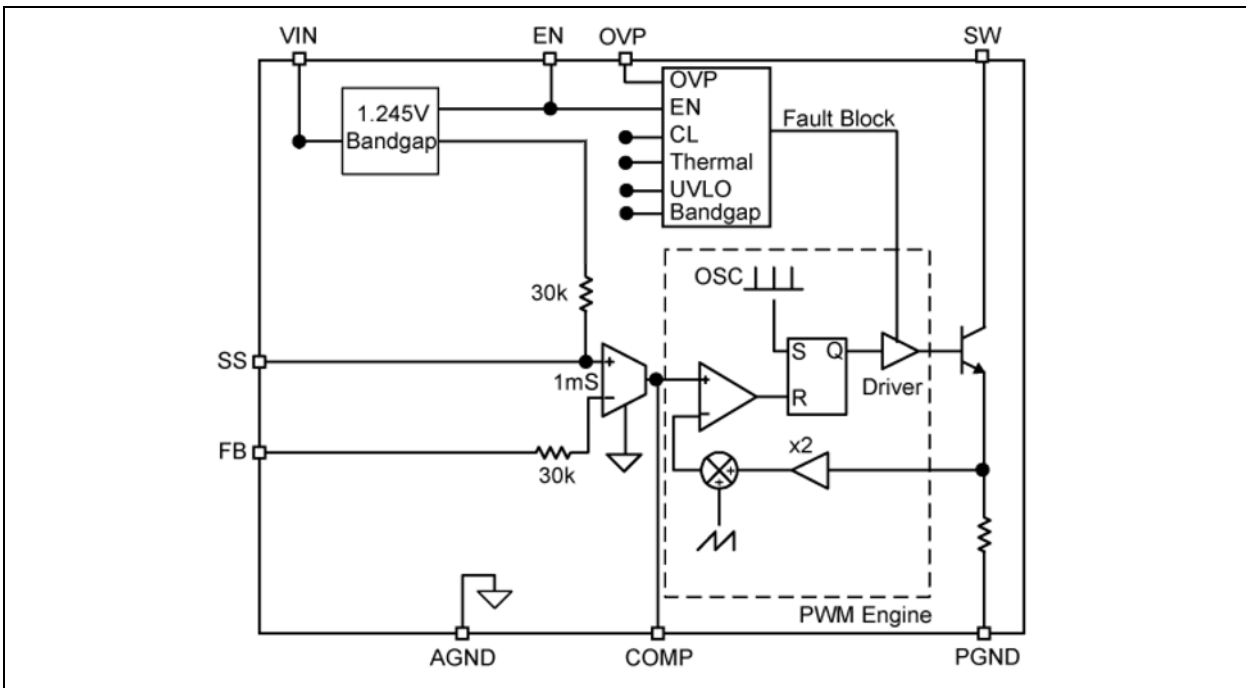 VIN
EN
OVP
SW
1.245V
Bandgap
OVP
EN
CL
Thermal
UVLO
Bandgap
Fault Block
OSC
30k
SS
+
1mS
−
S
Q
R
Driver
+
−
FB
30k
x2
+
+
PWM Engine
AGND
COMP
PGND